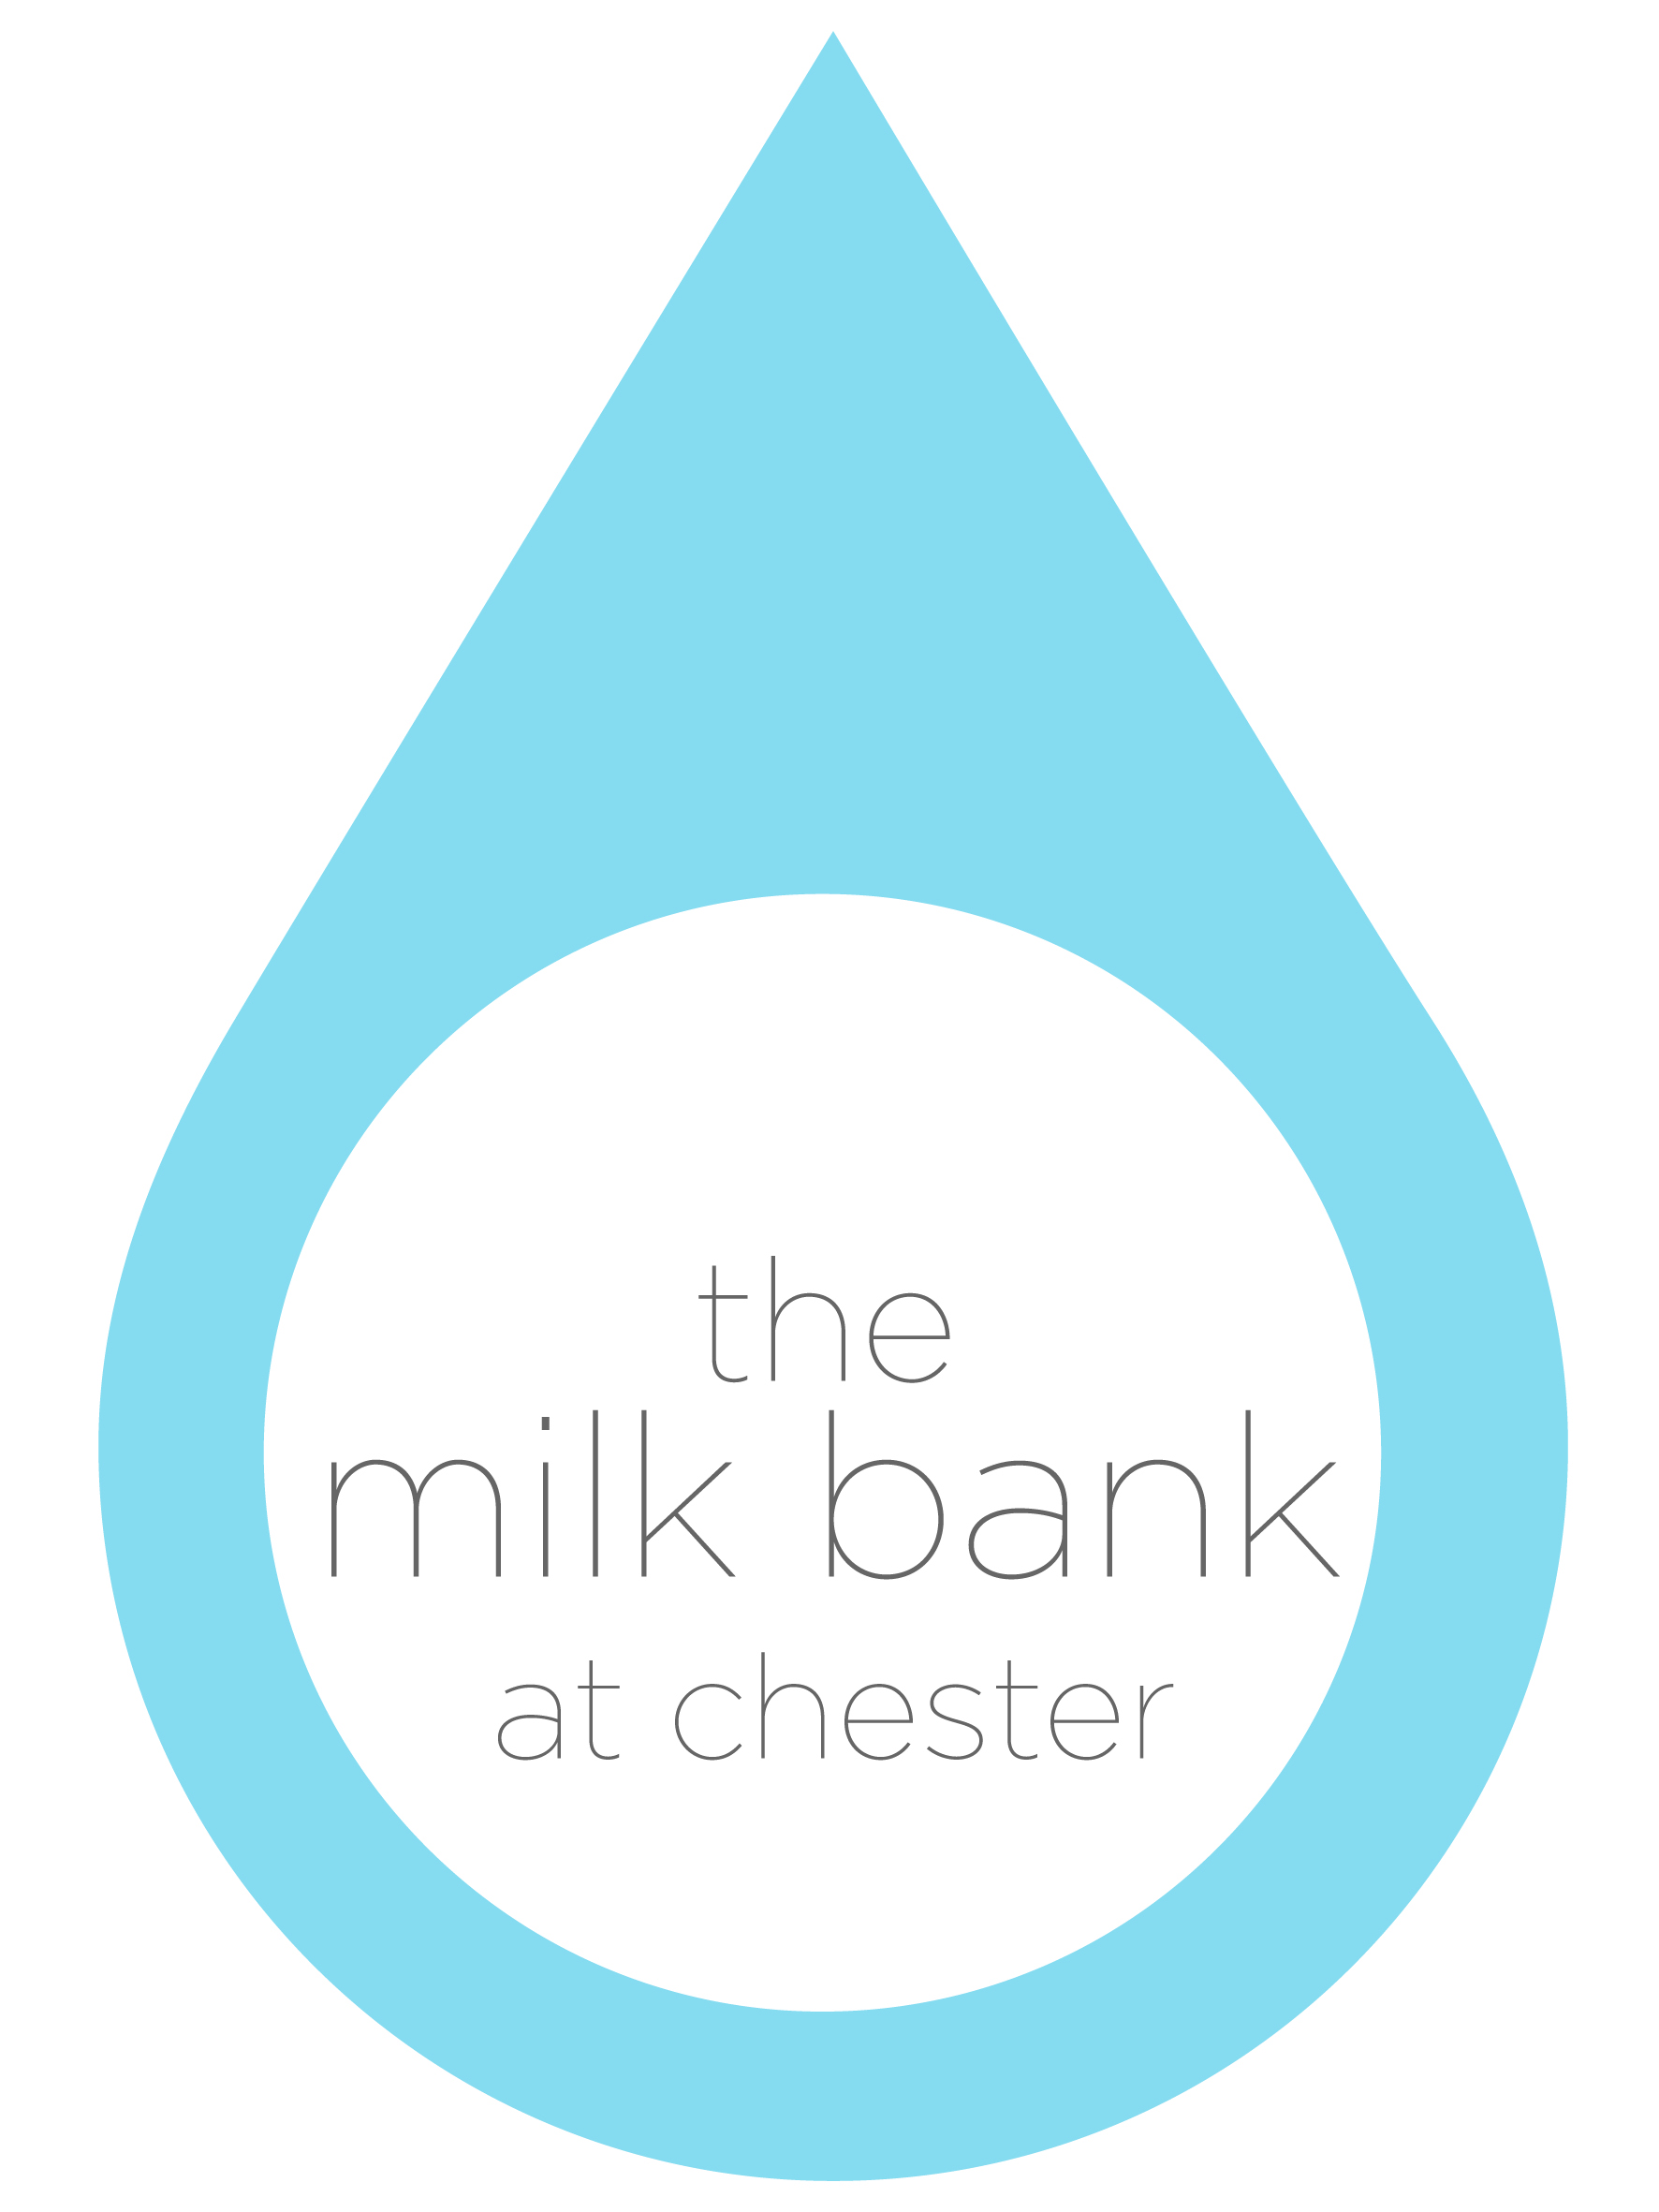 the
milk bank
at chester